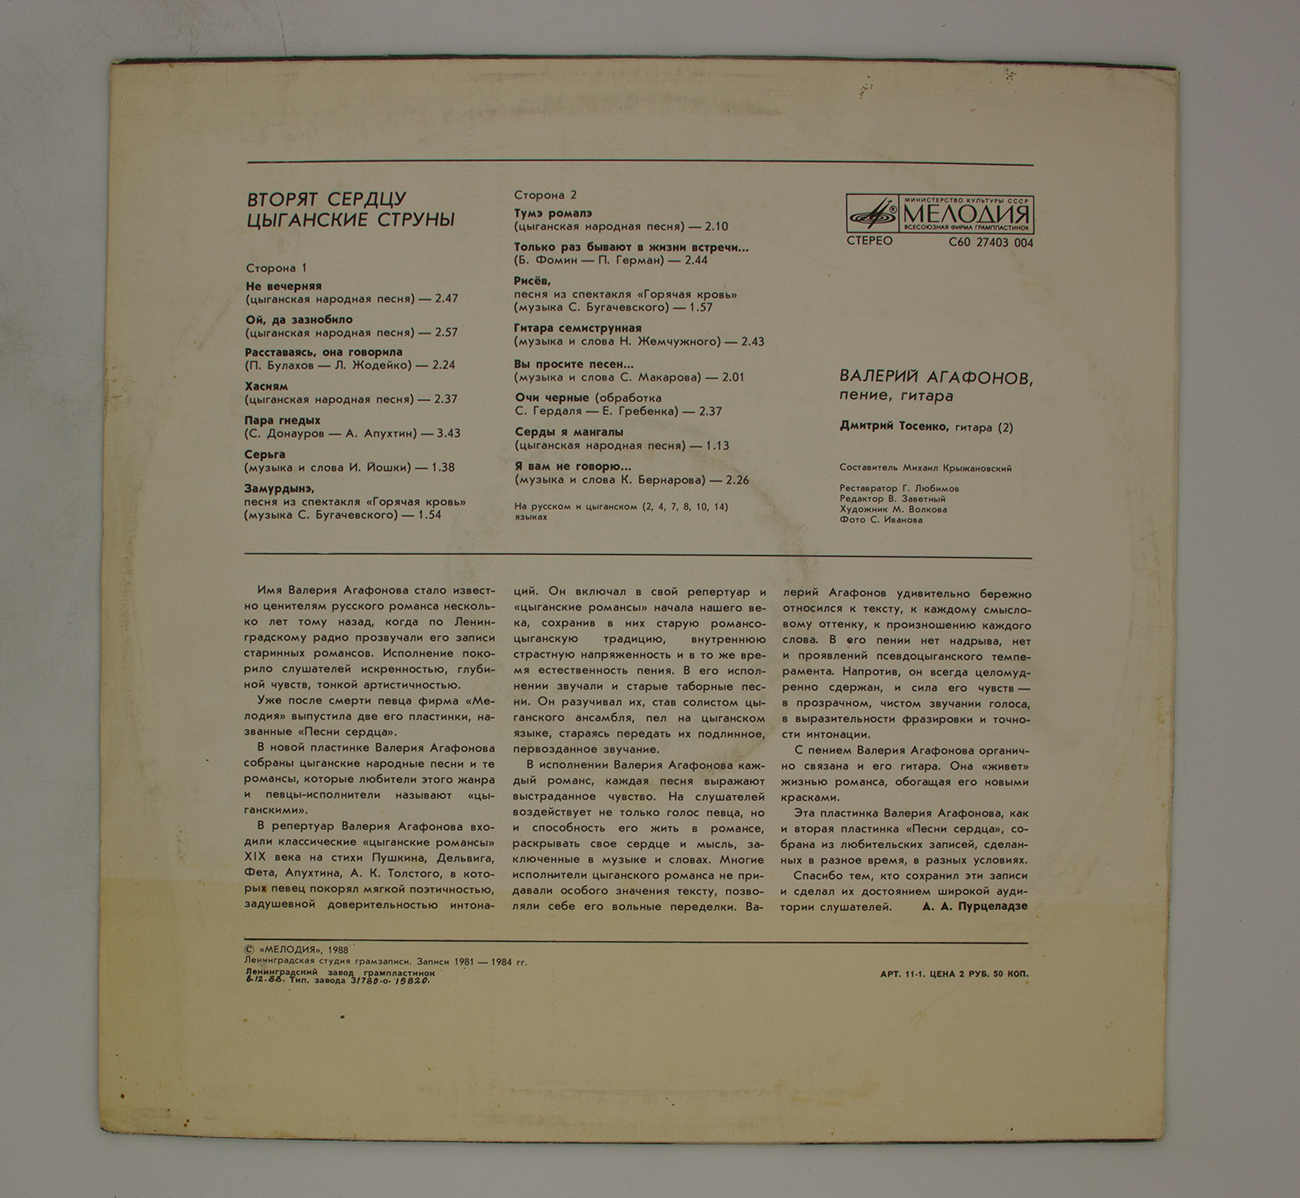 ВТОРЯТ СЕРДЦУ
ЦЫГАНСКИЕ СТРУНЫ
Сторона 1
Не вечерняя
(цыганская народная песня) — 2.47
Ой, да зазнобило
(цыганская народная песня) — 2.57
Расставаясь, она говорила
(П. Булахов — Л. Жодейко) — 2.24
Хасиям
(цыганская народная песня) — 2.37
Пара гнедых
(С. Донауров — А. Апухтин) — 3.43
Серьга
(музыка и слова И. Йошки) — 1.38
Замурдынэ,
песня из спектакля «Горячая кровь»
(музыка С. Бугачевского) — 1.54
Сторона 2
Тумэ ромалэ
(цыганская народная песня) — 2.10
Только раз бывают в жизни встречи...
(Б. Фомин — П. Герман) — 2.44
Рисёв,
песня из спектакля «Горячая кровь»
(музыка С. Бугачевского) — 1.57
Гитара семиструнная
(музыка и слова Н. Жемчужного) — 2.43
Вы просите песен...
(музыка и слова С. Макарова) — 2.01
Очи черные (обработка
С. Гердаля — Е. Гребенка) — 2.37
Серды я мангалы
(цыганская народная песня) — 1.13
Я вам не говорю...
(музыка и слова К. Бернарова) — 2.26
На русском и цыганском (2, 4, 7, 8, 10, 14)
языках
МИНИСТЕРСТВО КУЛЬТУРЫ СССР
МЕЛОДИЯ
ВСЕСОЮЗНАЯ ФИРМА ГРАМПЛАСТИНОК
СТЕРЕО С60 27403 004
ВАЛЕРИЙ АГАФОНОВ,
пение, гитара
Дмитрий Тосенко, гитара (2)
Составитель Михаил Крыжановский
Реставратор Г. Любимов
Редактор В. Заветный
Художник М. Волкова
Фото С. Иванова
Имя Валерия Агафонова стало извест-
но ценителям русского романса несколь-
ко лет тому назад, когда по Ленин-
градскому радио прозвучали его записи
старинных романсов. Исполнение поко-
рило слушателей искренностью, глуби-
ной чувств, тонкой артистичностью.
Уже после смерти певца фирма «Ме-
лодия» выпустила две его пластинки, на-
званные «Песни сердца».
В новой пластинке Валерия Агафонова
собраны цыганские народные песни и те
романсы, которые любители этого жанра
и певцы-исполнители называют «цы-
ганскими».
В репертуар Валерия Агафонова вхо-
дили классические «цыганские романсы»
XIX века на стихи Пушкина, Дельвига,
Фета, Апухтина, А. К. Толстого, в кото-
рых певец покорял мягкой поэтичностью,
задушевной доверительностью интона-
ций. Он включал в свой репертуар и
«цыганские романсы» начала нашего ве-
ка, сохранив в них старую романсо-
цыганскую традицию, внутреннюю
страстную напряженность и в то же вре-
мя естественность пения. В его испол-
нении звучали и старые таборные пес-
ни. Он разучивал их, став солистом цы-
ганского ансамбля, пел на цыганском
языке, стараясь передать их подлинное,
первозданное звучание.
В исполнении Валерия Агафонова каж-
дый романс, каждая песня выражают
выстраданное чувство. На слушателей
воздействует не только голос певца, но
и способность его жить в романсе,
раскрывать свое сердце и мысль, за-
ключенные в музыке и словах. Многие
исполнители цыганского романса не при-
давали особого значения тексту, позво-
ляли себе его вольные переделки. Ва-
лерий Агафонов удивительно бережно
относился к тексту, к каждому смысло-
вому оттенку, к произношению каждого
слова. В его пении нет надрыва, нет
и проявлений псевдоцыганского темпе-
рамента. Напротив, он всегда целомуд-
ренно сдержан, и сила его чувств —
в прозрачном, чистом звучании голоса,
в выразительности фразировки и точно-
сти интонации.
С пением Валерия Агафонова органич-
но связана и его гитара. Она «живет»
жизнью романса, обогащая его новыми
красками.
Эта пластинка Валерия Агафонова, как
и вторая пластинка «Песни сердца», со-
брана из любительских записей, сделан-
ных в разное время, в разных условиях.
Спасибо тем, кто сохранил эти записи
и сделал их достоянием широкой ауди-
тории слушателей. А. А. Пурцеладзе
© «МЕЛОДИЯ», 1988
Ленинградская студия грамзаписи. Записи 1981 — 1984 гг.
Ленинградский завод грампластинок
6-12.88. Тип. завода 31780-о-15820.
АРТ. 11-1. ЦЕНА 2 РУБ. 50 КОП.